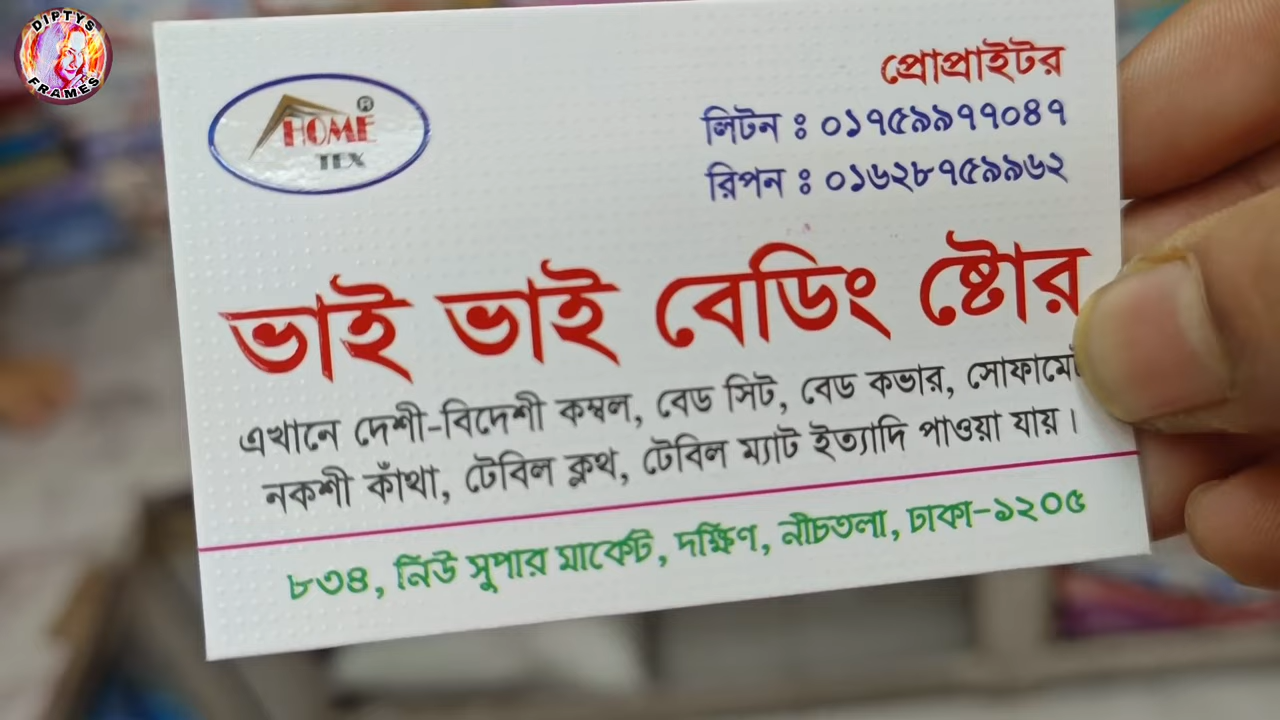 DIPTYS
FRAMES
HOME ®
TEX
প্রোপ্রাইটর
লিটন ঃ ০১৭৫৯৯৭৭০৪৭
রিপন ঃ ০১৬২৮৭৫৯৯৬২
ভাই ভাই বেডিং ষ্টোর
এখানে দেশী-বিদেশী কম্বল, বেড সিট, বেড কভার,
নকশী কাঁথা, টেবিল ক্লথ, টেবিল ম্যাট ইত্যাদি পাওয়া যায়।
৮৩৪, নিউ সুপার মার্কেট, দক্ষিণ, নীচতলা, ঢাকা-১২০৫